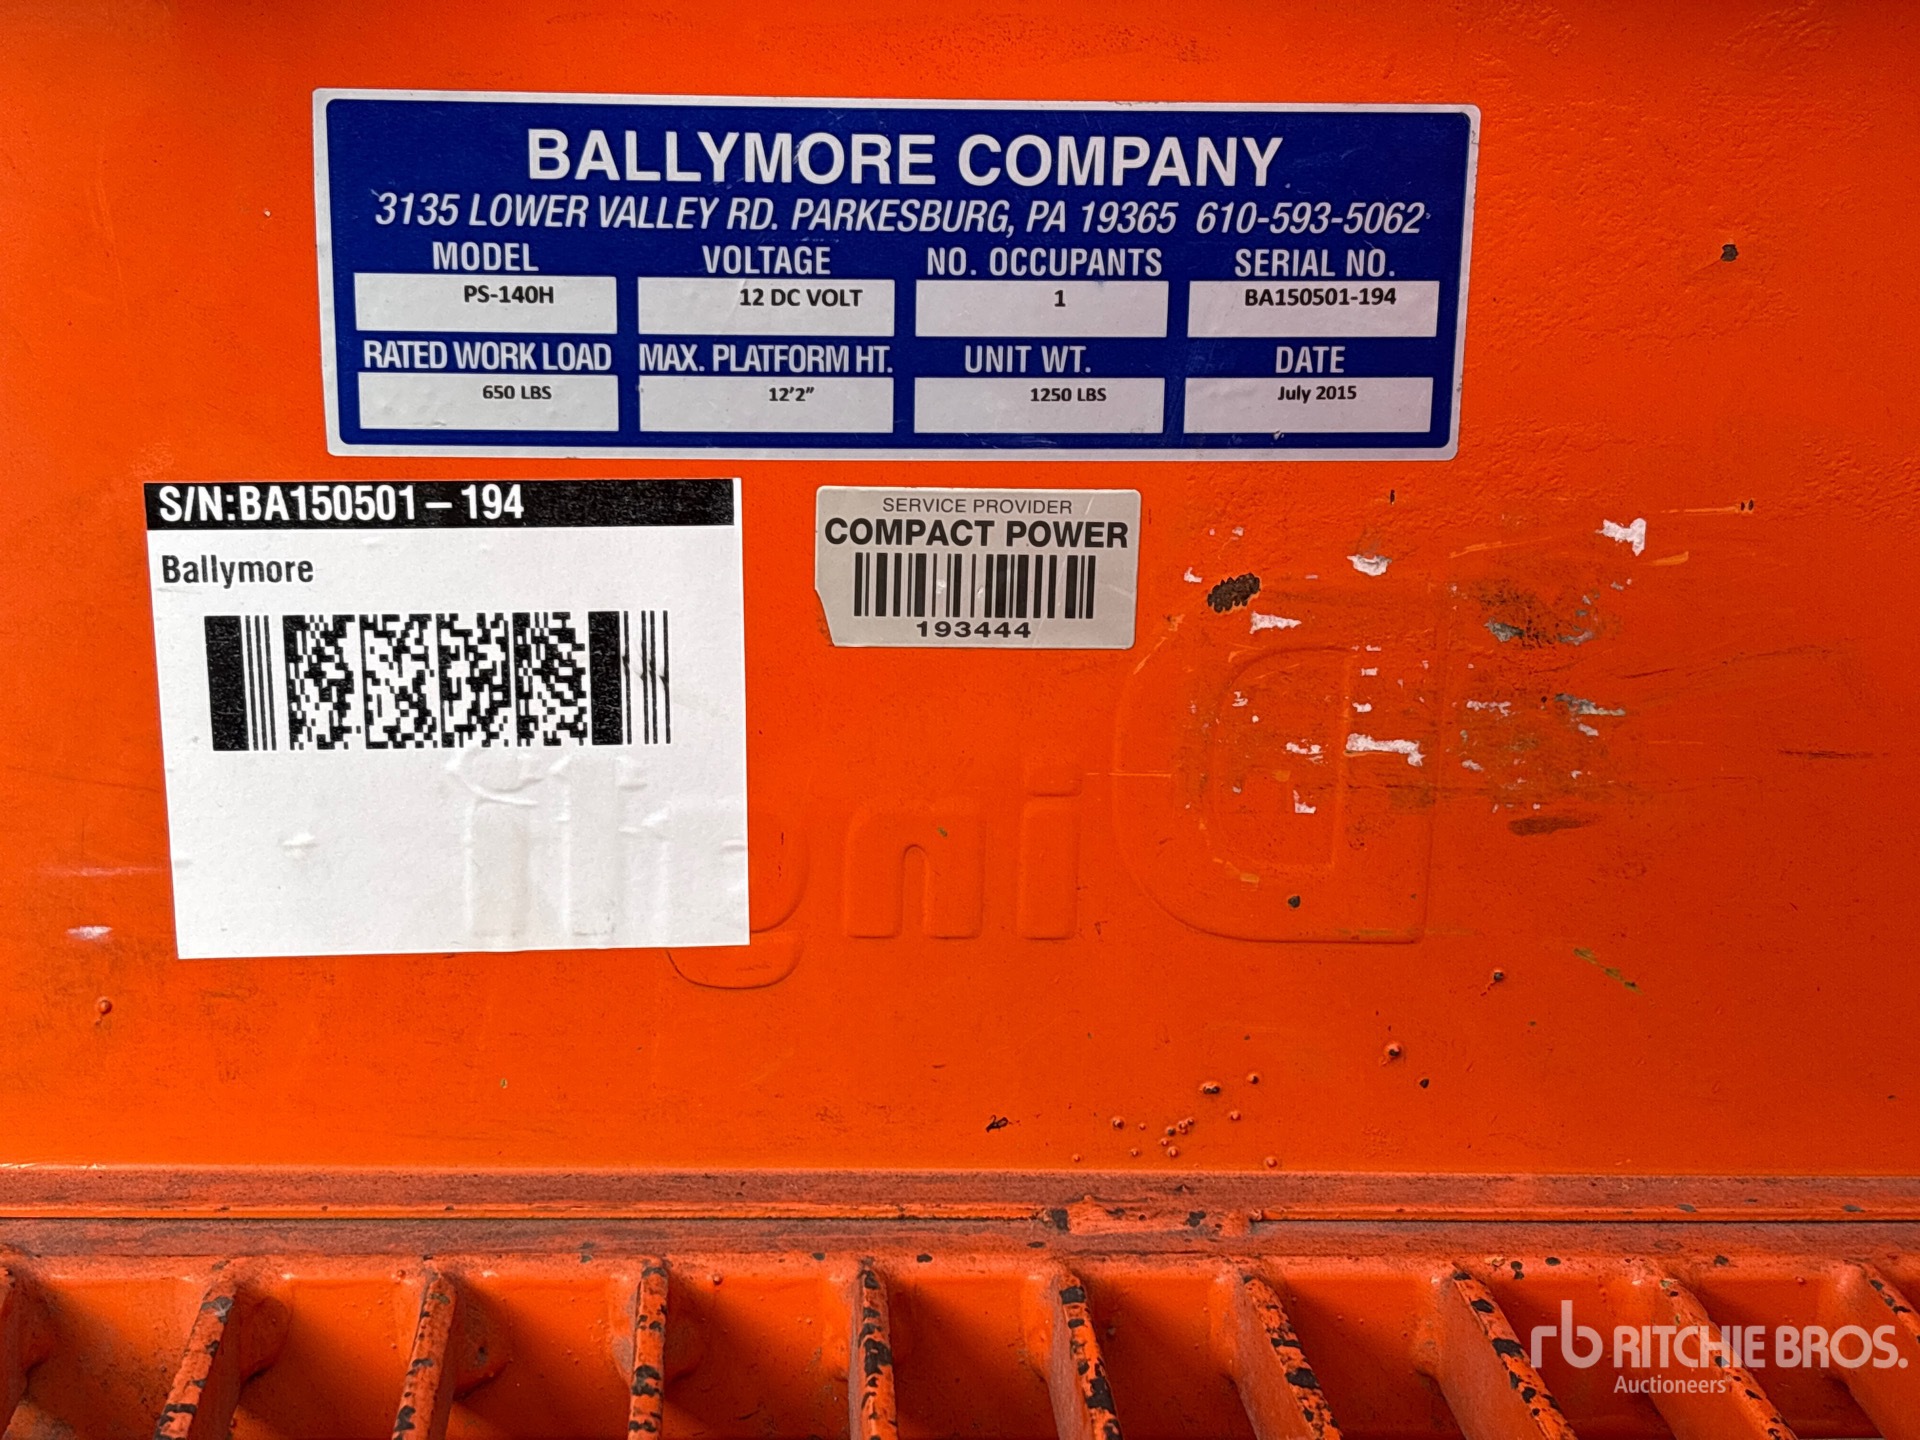 BALLYMORE COMPANY
3135 LOWER VALLEY RD. PARKESBURG, PA 19365 610-593-5062
MODEL VOLTAGE NO. OCCUPANTS SERIAL NO.
PS-140H 12 DC VOLT 1 BA150501-194
RATED WORK LOAD MAX. PLATFORM HT. UNIT WT. DATE
650 LBS 12'2" 1250 LBS July 2015
S/N:BA150501-194
Ballymore
SERVICE PROVIDER
COMPACT POWER
193444
rb RITCHIE BROS.
Auctioneers